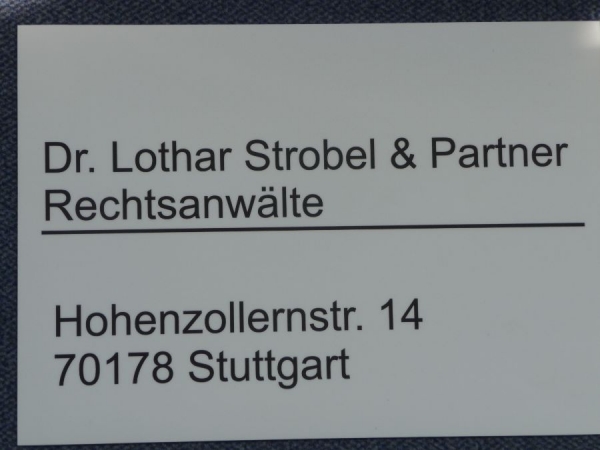 Dr. Lothar Strobel & Partner
Rechtsanwälte
Hohenzollernstr. 14
70178 Stuttgart